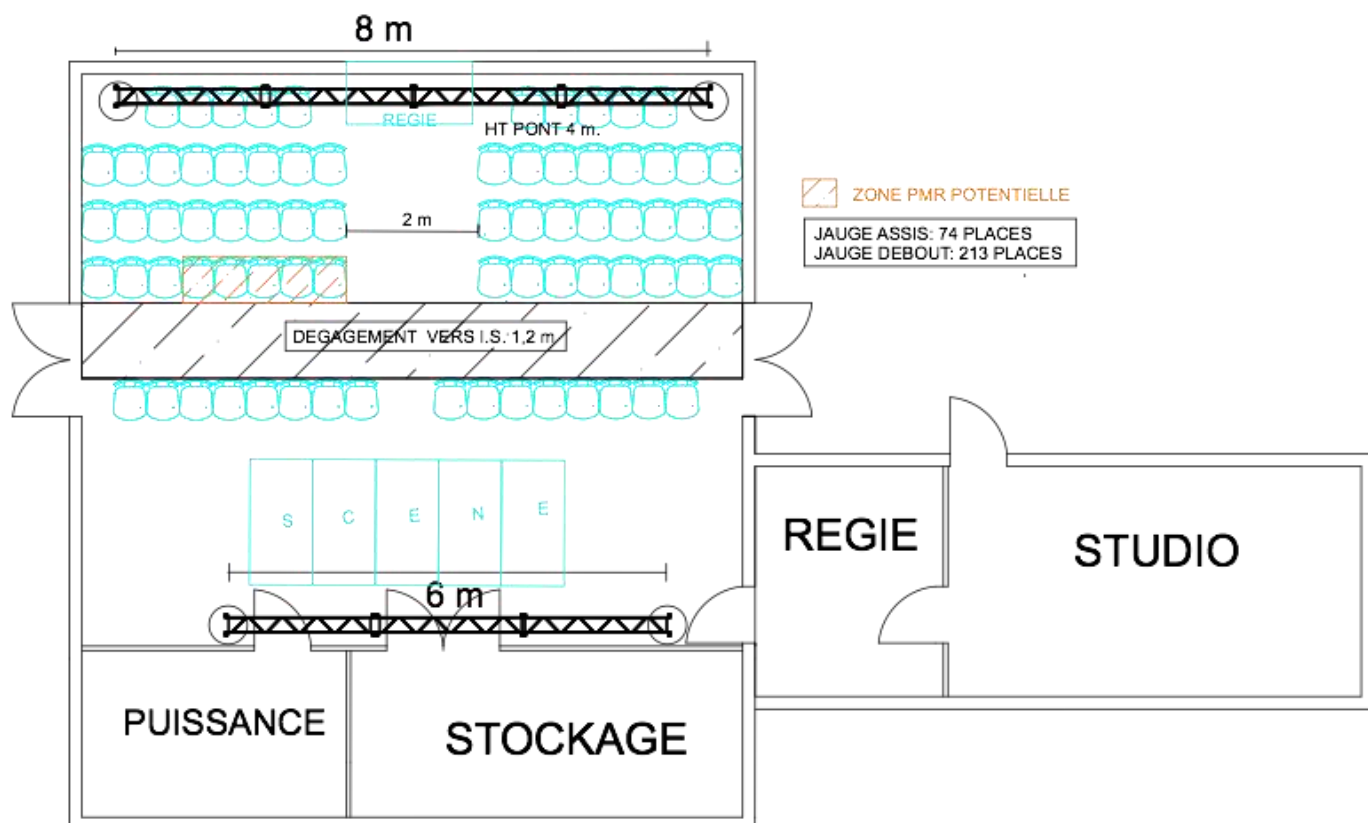 8 m
REGIE
HT PONT 4 m.
ZONE PMR POTENTIELLE
2 m
JAUGE ASSIS: 74 PLACES
JAUGE DEBOUT: 213 PLACES
DEGAGEMENT VERS I.S. 1,2 m
S C E N E
REGIE
STUDIO
6 m
PUISSANCE
STOCKAGE